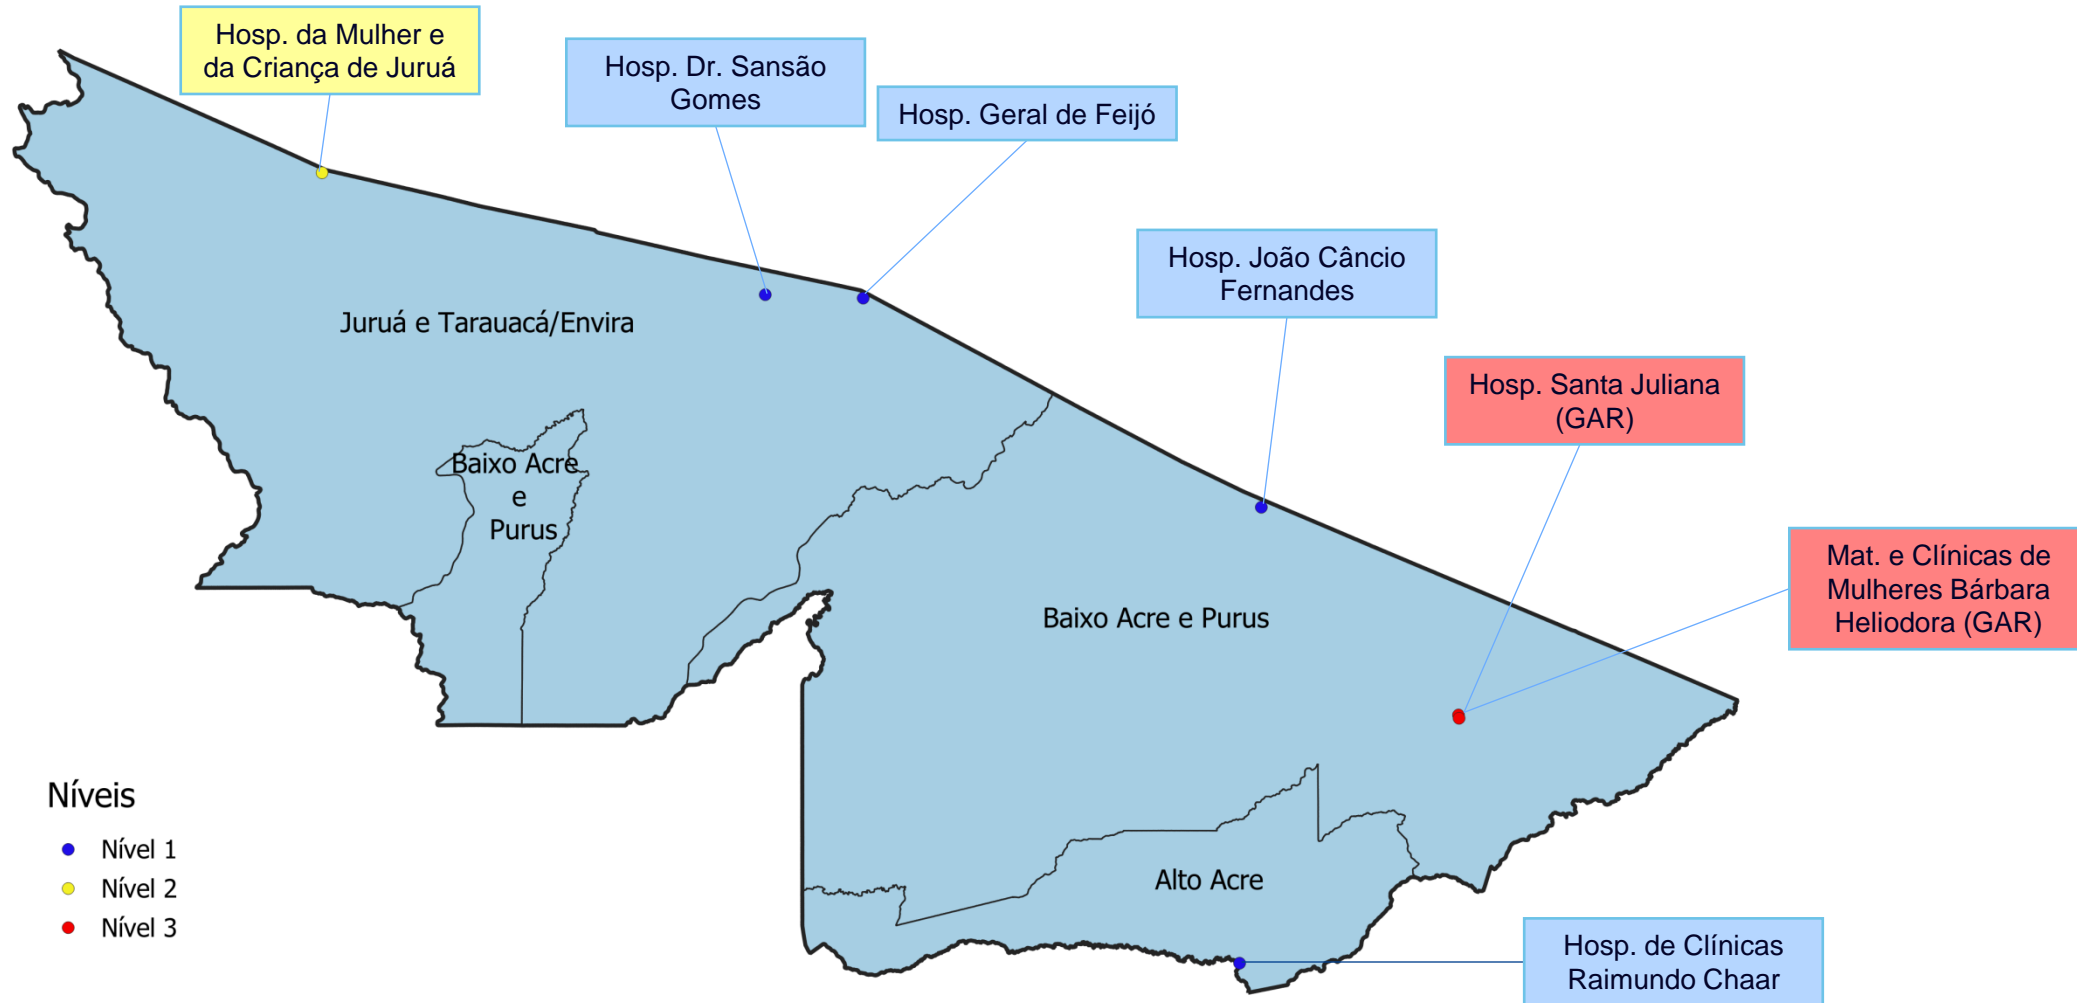 Hosp. da Mulher e
da Criança de Juruá
Hosp. Dr. Sansão
Gomes
Hosp. Geral de Feijó
Hosp. João Câncio
Fernandes
Juruá e Tarauacá/Envira
Hosp. Santa Juliana
(GAR)
Baixo Acre
e
Purus
Mat. e Clínicas de
Mulheres Bárbara
Heliodora (GAR)
Baixo Acre e Purus
Níveis
Nível 1
Nível 2
Nível 3
Alto Acre
Hosp. de Clínicas
Raimundo Chaar